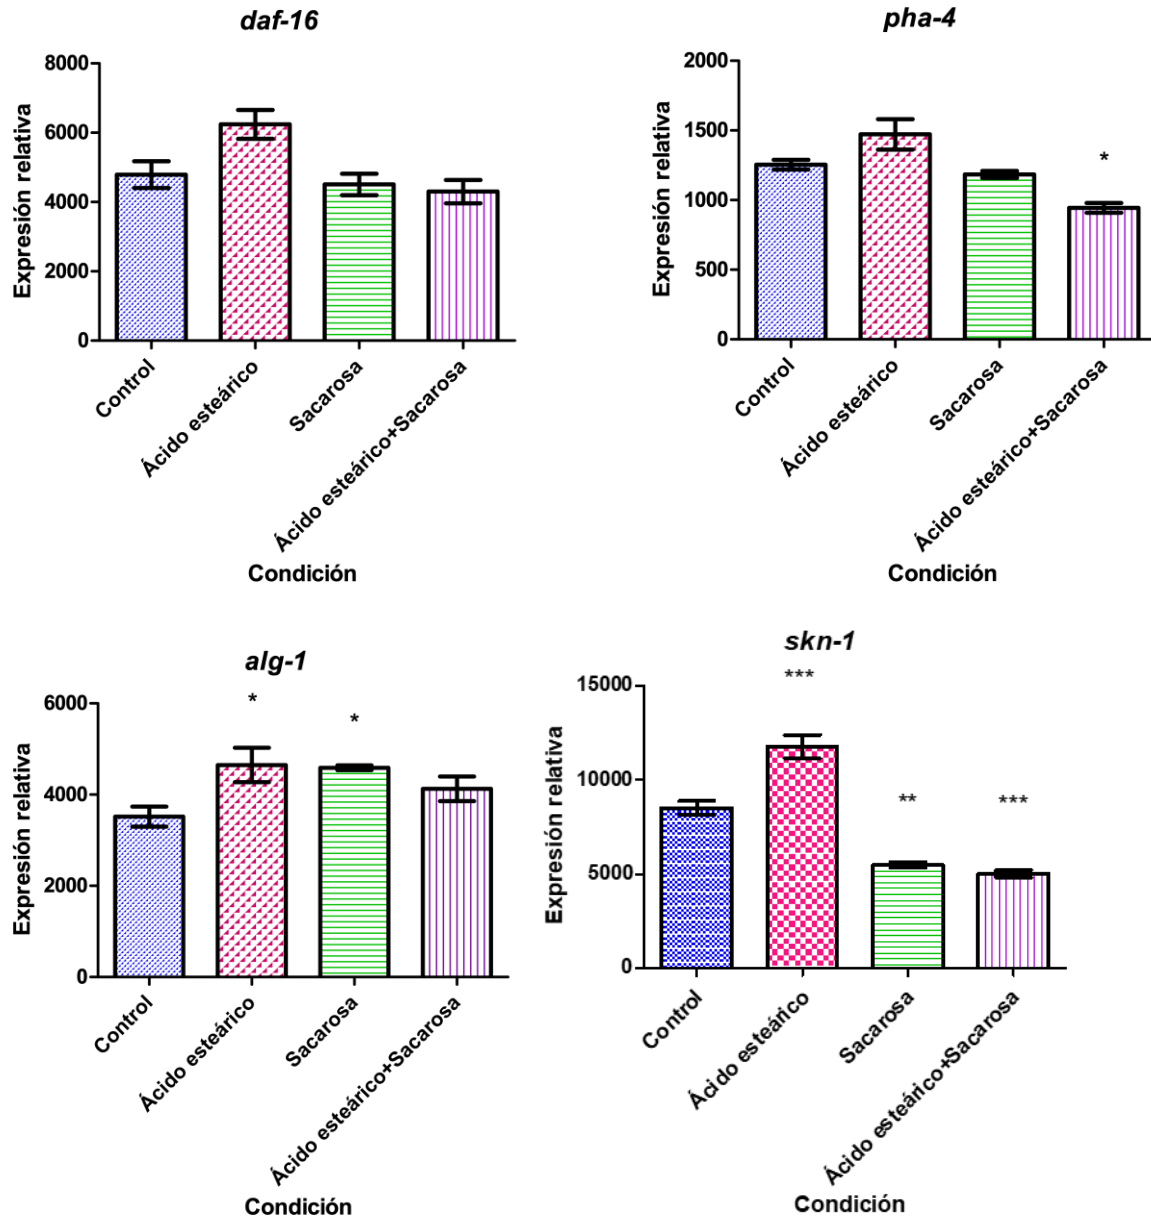 daf-16
Expresión relativa
8000
6000
4000
2000
0
Control
Ácido esteárico
Sacarosa
Ácido esteárico+Sacarosa
Condición
pha-4
Expresión relativa
2000
1500
1000
500
0
*
Control
Ácido esteárico
Sacarosa
Ácido esteárico+Sacarosa
Condición
alg-1
Expresión relativa
6000
4000
2000
0
*
*
Control
Ácido esteárico
Sacarosa
Ácido esteárico+Sacarosa
Condición
skn-1
Expresión relativa
15000
10000
5000
0
***
**
***
Control
Ácido esteárico
Sacarosa
Ácido esteárico+Sacarosa
Condición